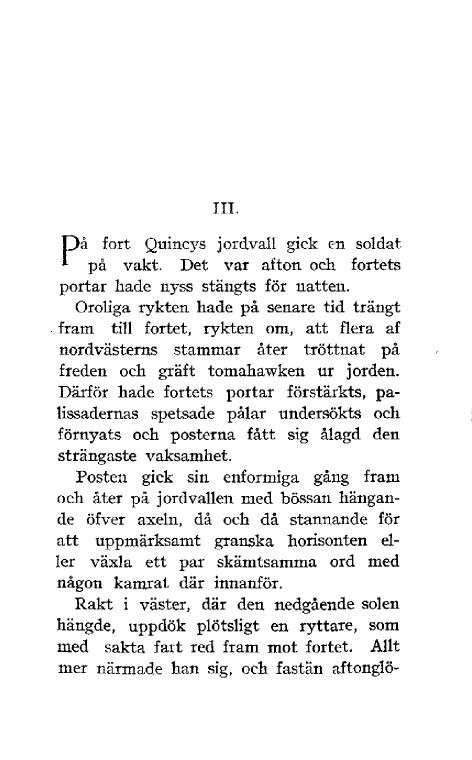 III.
På fort Quincys jordvall gick en soldat
på vakt. Det var afton och fortets
portar hade nyss stängts för natten.
Oroliga rykten hade på senare tid trängt
fram till fortet, rykten om, att flera af
nordvästerns stammar åter tröttnat på
freden och gräft tomahawken ur jorden.
Därför hade fortets portar förstärkts, pa-
lissadernas spetsade pålar undersökts och
förnyats och posterna fått sig ålagd den
strängaste vaksamhet.
Posten gick sin enformiga gång fram
och åter på jordvallen med bössan hängan-
de öfver axeln, då och då stannande för
att uppmärksamt granska horisonten el-
ler växla ett par skämtsamma ord med
någon kamrat där innanför.
Rakt i väster, där den nedgående solen
hängde, uppdök plötsligt en ryttare, som
med sakta fart red fram mot fortet. Allt
mer närmade han sig, och fastän aftonglö-